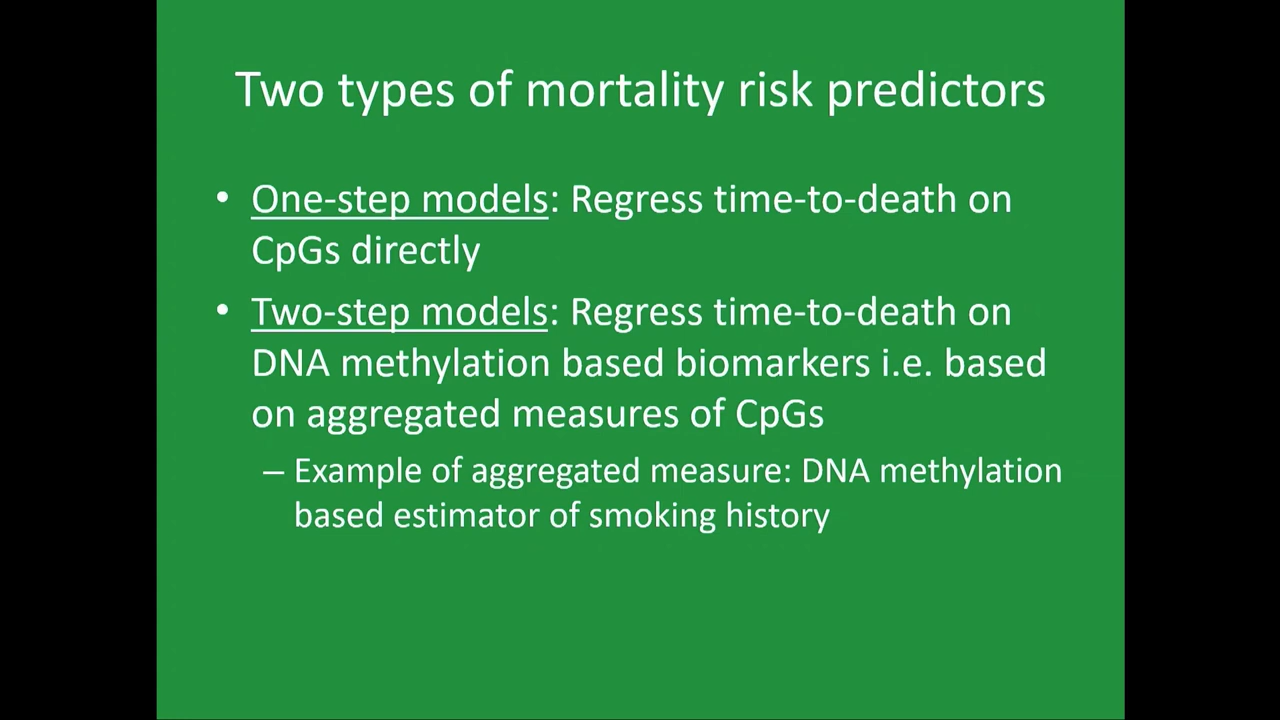 Two types of mortality risk predictors
• One-step models: Regress time-to-death on
CpGs directly
• Two-step models: Regress time-to-death on
DNA methylation based biomarkers i.e. based
on aggregated measures of CpGs
– Example of aggregated measure: DNA methylation
based estimator of smoking history